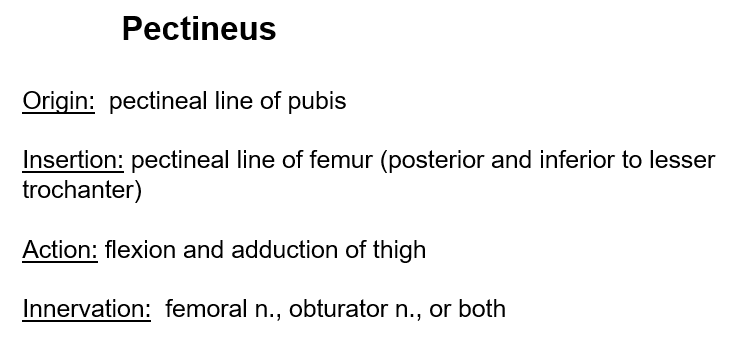 Pectineus
Origin: pectineal line of pubis
Insertion: pectineal line of femur (posterior and inferior to lesser
trochanter)
Action: flexion and adduction of thigh
Innervation: femoral n., obturator n., or both